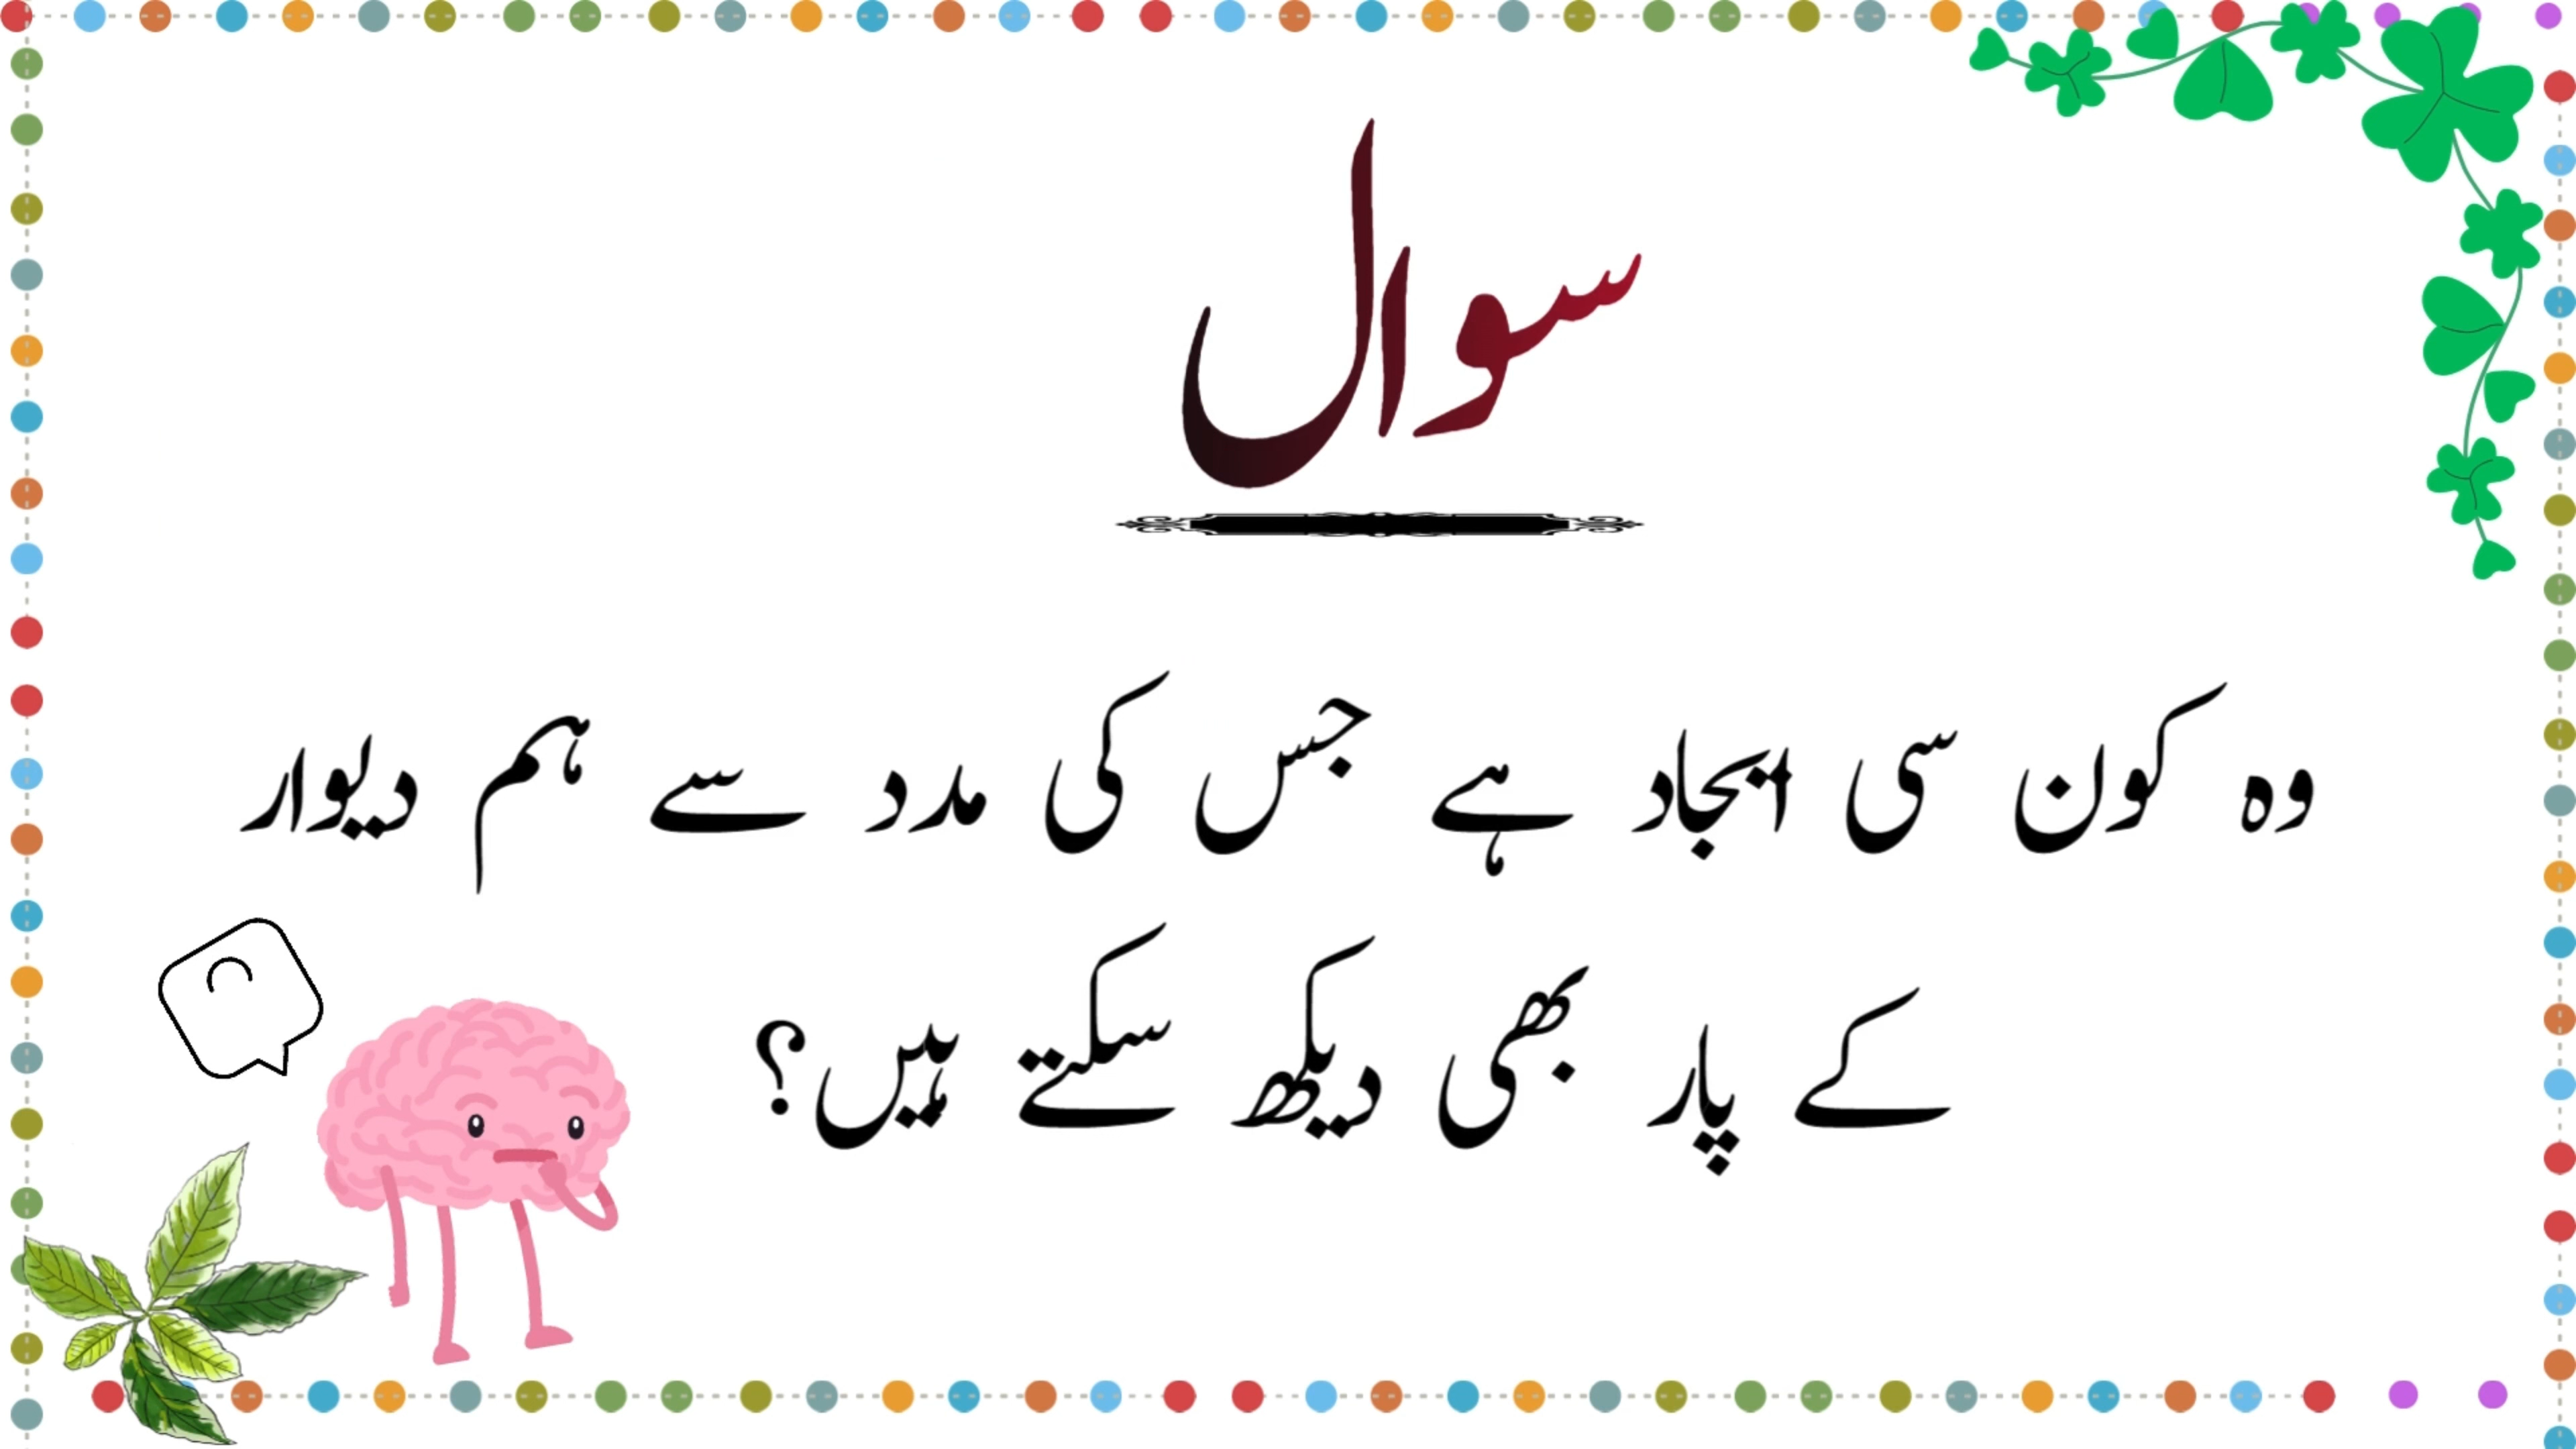 سوال
وہ کون سی ایجاد ہے جس کی مدد سے ہم دیوار
کے پار بھی دیکھ سکتے ہیں؟